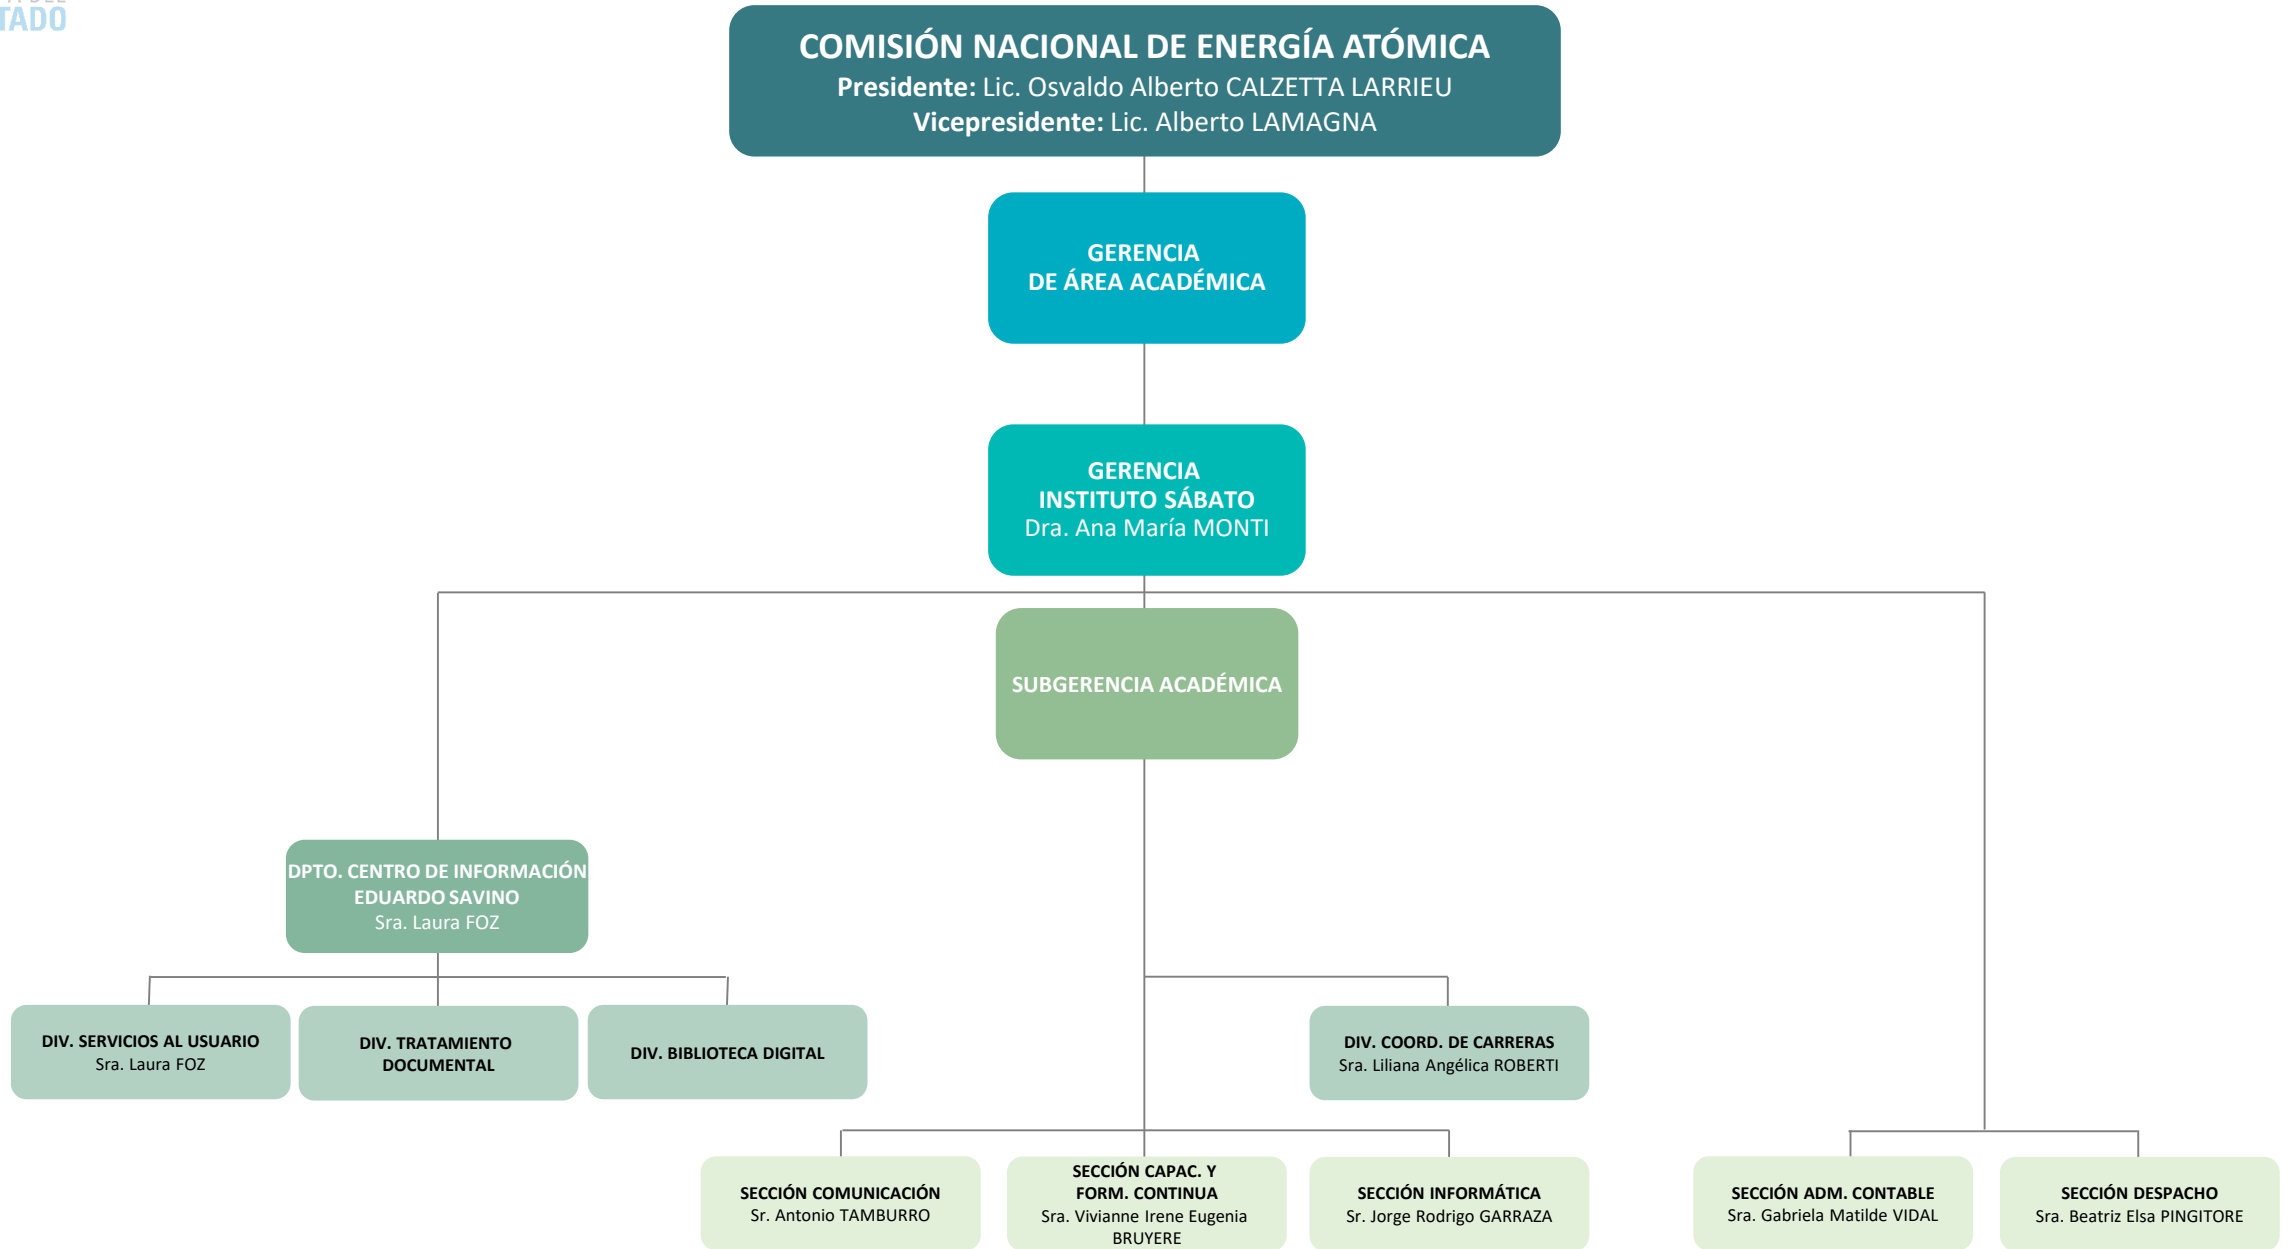 TADO
COMISIÓN NACIONAL DE ENERGÍA ATÓMICA
Presidente: Lic. Osvaldo Alberto CALZETTA LARRIEU
Vicepresidente: Lic. Alberto LAMAGNA
GERENCIA
DE ÁREA ACADÉMICA
GERENCIA
INSTITUTO SÁBATO
Dra. Ana María MONTI
SUBGERENCIA ACADÉMICA
DPTO. CENTRO DE INFORMACIÓN
EDUARDO SAVINO
Sra. Laura FOZ
DIV. SERVICIOS AL USUARIO
Sra. Laura FOZ
DIV. TRATAMIENTO
DOCUMENTAL
DIV. BIBLIOTECA DIGITAL
DIV. COORD. DE CARRERAS
Sra. Liliana Angélica ROBERTI
SECCIÓN COMUNICACIÓN
Sr. Antonio TAMBURRO
SECCIÓN CAPAC. Y
FORM. CONTINUA
Sra. Vivianne Irene Eugenia
BRUYERE
SECCIÓN INFORMÁTICA
Sr. Jorge Rodrigo GARRAZA
SECCIÓN ADM. CONTABLE
Sra. Gabriela Matilde VIDAL
SECCIÓN DESPACHO
Sra. Beatriz Elsa PINGITORE